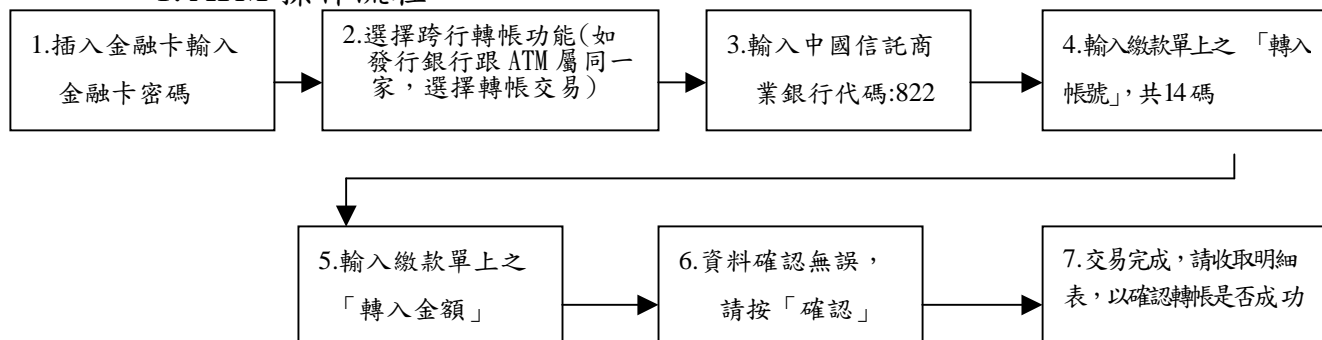 1.插入金融卡輸入
金融卡密碼
2.選擇跨行轉帳功能(如
發行銀行跟 ATM 屬同一
家,選擇轉帳交易)
3.輸入中國信託商
業銀行代碼:822
4.輸入繳款單上之 「轉入
帳號」,共14碼
5.輸入繳款單上之
「轉入金額」
6.資料確認無誤,
請按「確認」
7.交易完成,請收取明細
表,以確認轉帳是否成功